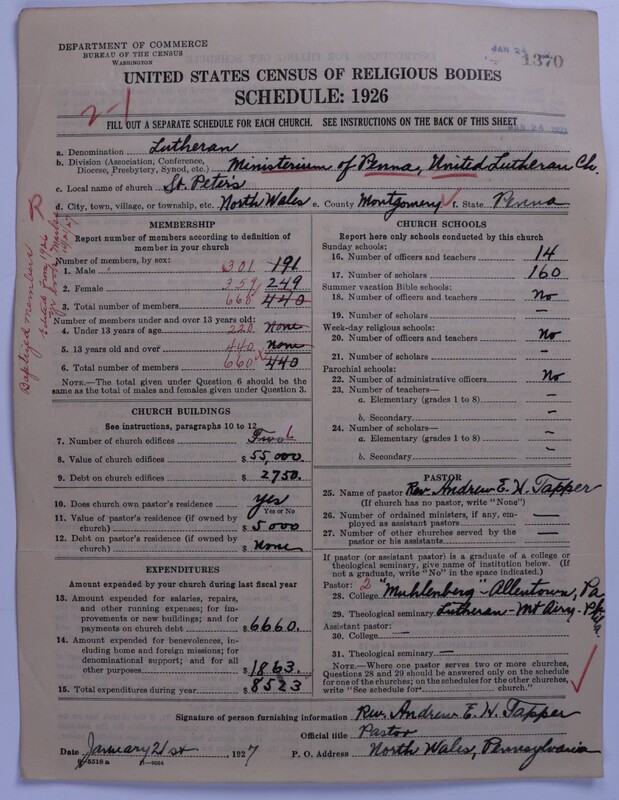 DEPARTMENT OF COMMERCE
BUREAU OF THE CENSUS
WASHINGTON
JAN 24
1370
UNITED STATES CENSUS OF RELIGIOUS BODIES
SCHEDULE: 1926
2-1
FILL OUT A SEPARATE SCHEDULE FOR EACH CHURCH. SEE INSTRUCTIONS ON THE BACK OF THIS SHEET
a. Denomination Lutheran
b. Division (Association, Conference, Diocese, Presbytery, Synod, etc.) Ministerium of Penna, United Lutheran Ch.
c. Local name of church St. Peter's
d. City, town, village, or township, etc. North Wales e. County Montgomery f. State Penna
MEMBERSHIP
Report number of members according to definition of
member in your church
Number of members, by sex:
1. Male 301 191
2. Female 359 249
3. Total number of members 660 440
Number of members under and over 13 years old:
4. Under 13 years of age 220 None
5. 13 years old and over 440 None
6. Total number of members 660 440
NOTE.—The total given under Question 6 should be
the same as the total of males and females given under Question 3.
Baptized members
CHURCH BUILDINGS
See instructions, paragraphs 10 to 12
7. Number of church edifices Two 1
8. Value of church edifices $ 55,000
9. Debt on church edifices $ 2750.
10. Does church own pastor's residence yes
Yes or No
11. Value of pastor's residence (if owned by
church) $ 5000
12. Debt on pastor's residence (if owned by
church) $ None
EXPENDITURES
Amount expended by your church during last fiscal year
13. Amount expended for salaries, repairs,
and other running expenses; for im-
provements or new buildings; and for
payments on church debt $ 6660.
14. Amount expended for benevolences, in-
cluding home and foreign missions; for
denominational support; and for all
other purposes $ 1863.
15. Total expenditures during year $ 8523
CHURCH SCHOOLS
Report here only schools conducted by this church
Sunday schools:
16. Number of officers and teachers 14
17. Number of scholars 160
Summer vacation Bible schools:
18. Number of officers and teachers No
19. Number of scholars —
Week-day religious schools:
20. Number of officers and teachers No
21. Number of scholars —
Parochial schools:
22. Number of administrative officers No
23. Number of teachers—
a. Elementary (grades 1 to 8) —
b. Secondary —
24. Number of scholars—
a. Elementary (grades 1 to 8) —
b. Secondary —
PASTOR
25. Name of pastor Rev. Andrew E. H. Tapper
(If church has no pastor, write "None")
26. Number of ordained ministers, if any, em-
ployed as assistant pastors —
27. Number of other churches served by the
pastor or his assistants —
If pastor (or assistant pastor) is a graduate of a college or
theological seminary, give name of institution below. (If
not a graduate, write "No" in the space indicated.)
Pastor: 2
28. College "Muhlenberg"-Allentown, Pa
29. Theological seminary Lutheran-Mt Airy-Phila
Assistant pastor:
30. College —
31. Theological seminary —
NOTE.—Where one pastor serves two or more churches,
Questions 28 and 29 should be answered only on the schedule
for one of the churches; on the schedules for the other churches,
write "See schedule for church."
Signature of person furnishing information Rev. Andrew E. H. Tapper
Official title Pastor
Date January 21st, 1927 P. O. Address North Wales, Pennsylvania